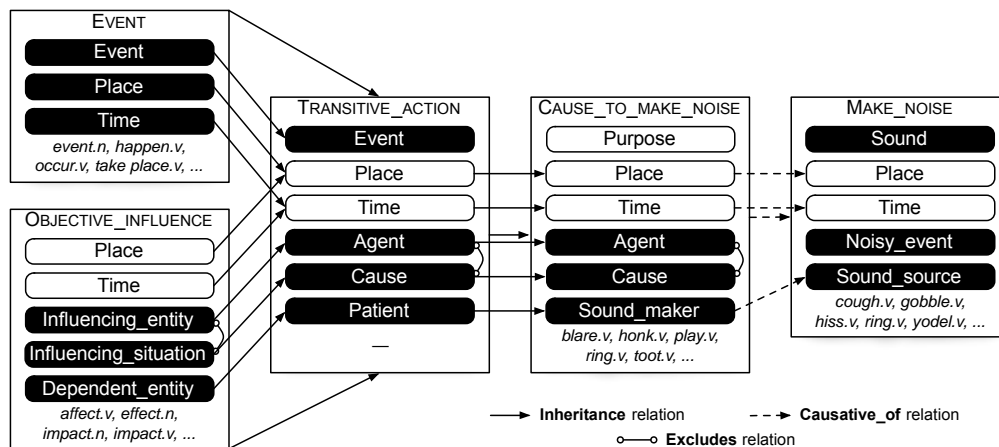 EVENT
Event
Place
Time
event.n, happen.v,
occur.v, take place.v, ...
OBJECTIVE_INFLUENCE
Place
Time
Influencing_entity
Influencing_situation
Dependent_entity
affect.v, effect.n,
impact.n, impact.v, ...
TRANSITIVE_ACTION
Event
Place
Time
Agent
Cause
Patient
—
CAUSE_TO_MAKE_NOISE
Purpose
Place
Time
Agent
Cause
Sound_maker
blare.v, honk.v, play.v,
ring.v, toot.v, ...
MAKE_NOISE
Sound
Place
Time
Noisy_event
Sound_source
cough.v, gobble.v,
hiss.v, ring.v, yodel.v, ...
Inheritance relation
Causative_of relation
Excludes relation